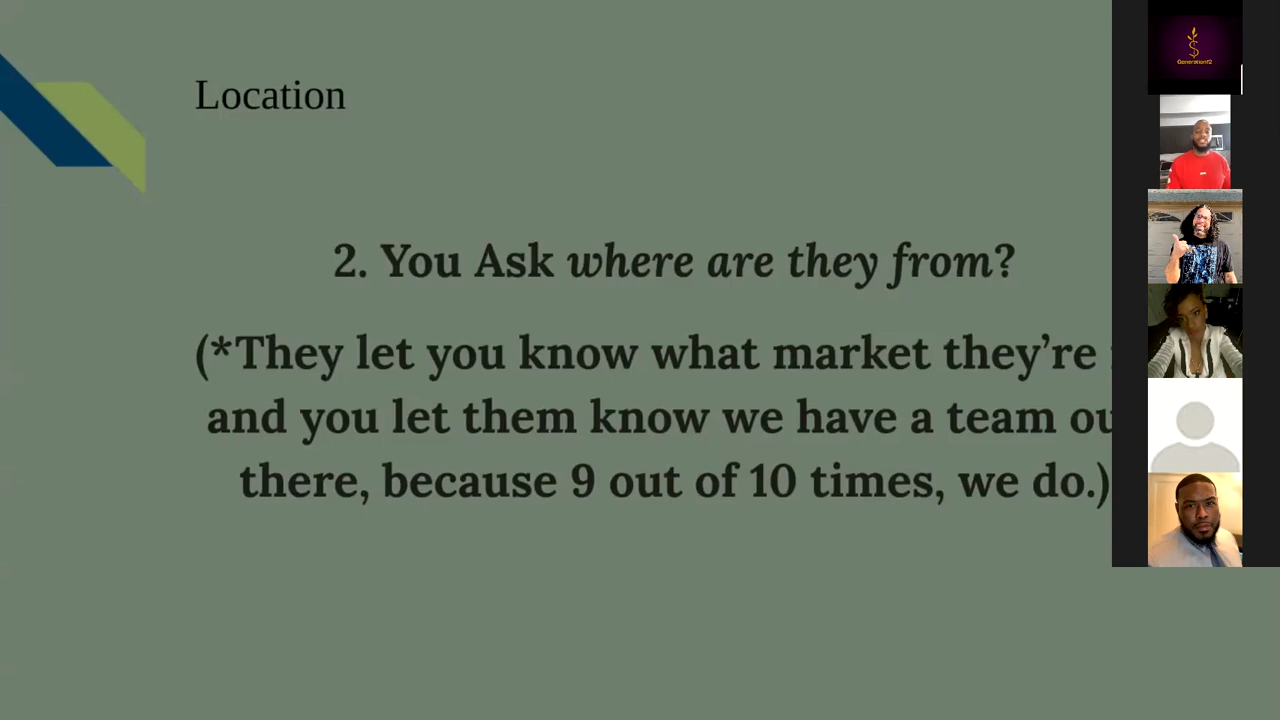 Location
2. You Ask where are they from?
(*They let you know what market they’re
and you let them know we have a team
there, because 9 out of 10 times, we do.)
GenerationYZ